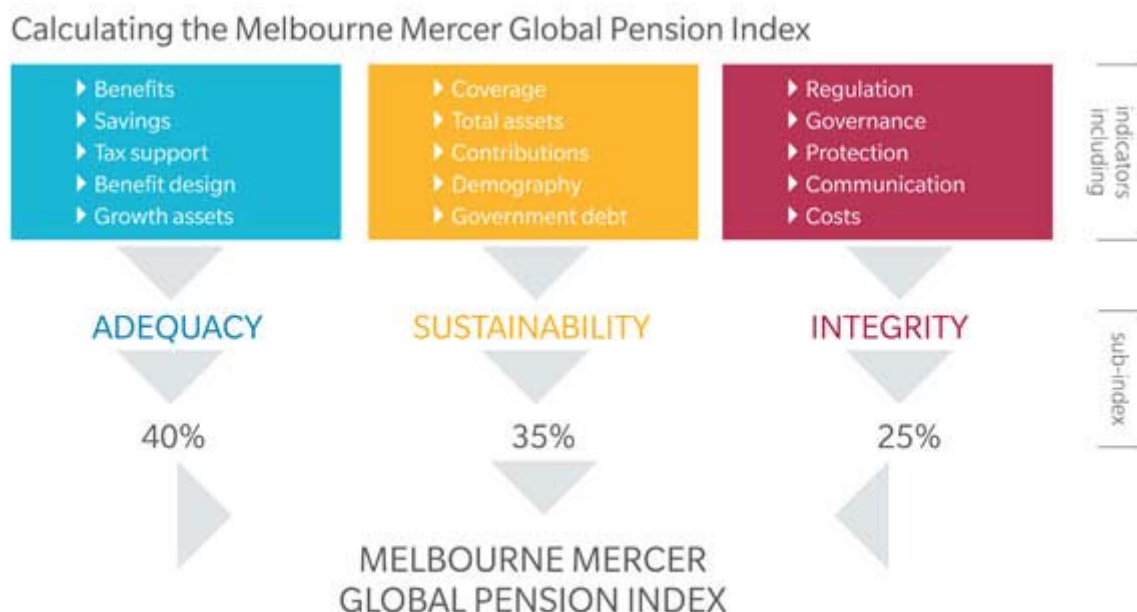 Calculating the Melbourne Mercer Global Pension Index
Benefits
Savings
Tax support
Benefit design
Growth assets
Coverage
Total assets
Contributions
Demography
Government debt
Regulation
Governance
Protection
Communication
Costs
indicators
including
ADEQUACY
SUSTAINABILITY
INTEGRITY
sub-index
40%
35%
25%
MELBOURNE MERCER
GLOBAL PENSION INDEX